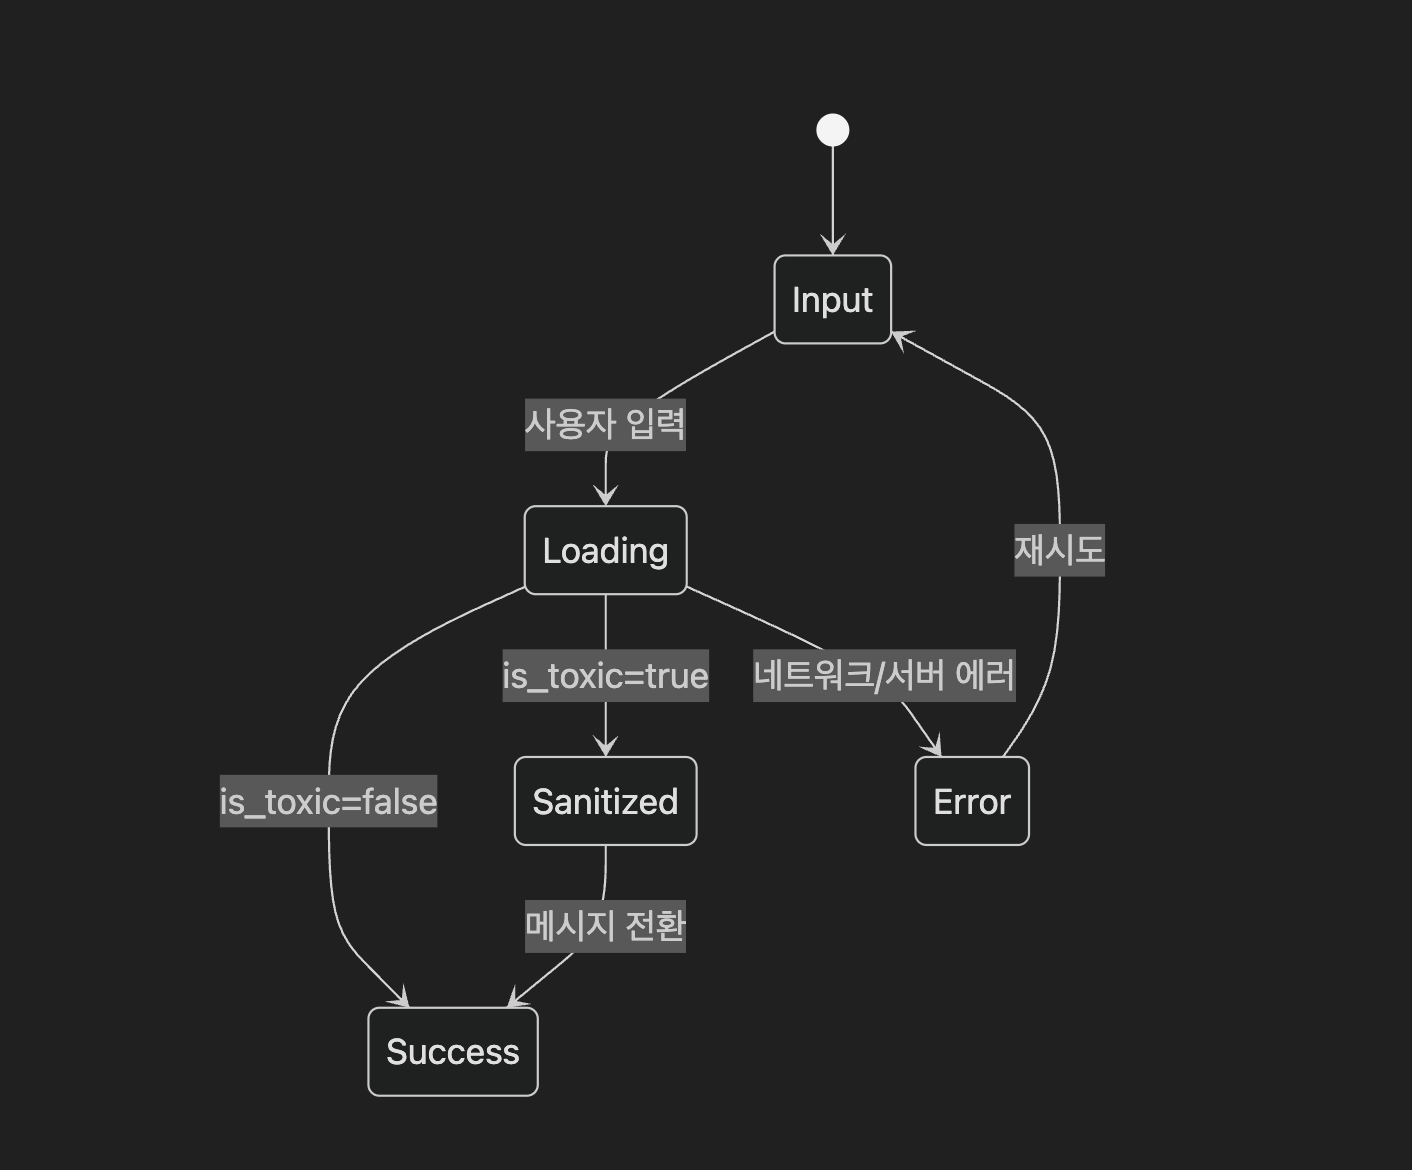 Input
사용자 입력
Loading
재시도
is_toxic=true
네트워크/서버 에러
is_toxic=false
Sanitized
Error
메시지 전환
Success